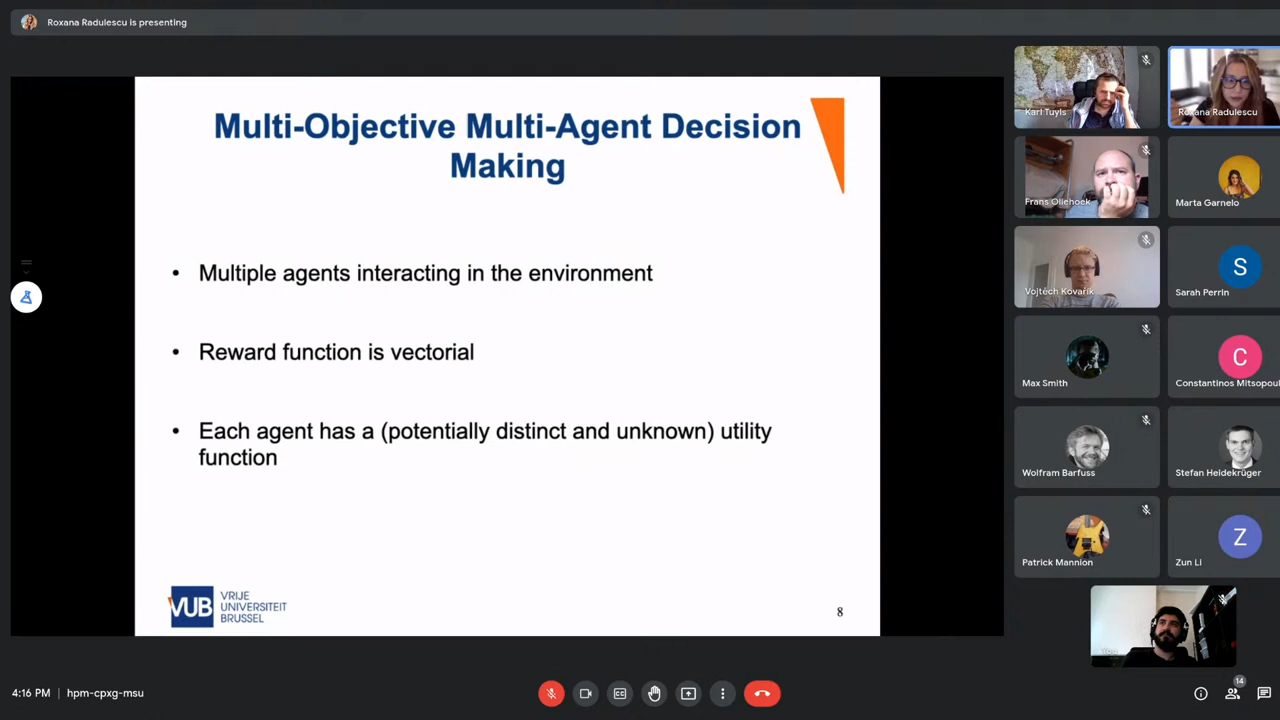 Roxana Radulescu is presenting
Multi-Objective Multi-Agent Decision
Making
• Multiple agents interacting in the environment
• Reward function is vectorial
• Each agent has a (potentially distinct and unknown) utility
function
VUB
VRIJE
UNIVERSITEIT
BRUSSEL
8
Karl Tuyls
Roxana Radulescu
Frans Oliehoek
Marta Garnelo
Vojtěch Kovařík
S
Sarah Perrin
Max Smith
C
Constantinos Mitsopoul
Wolfram Barfuss
Stefan Heidekrüger
Patrick Mannion
Z
Zun Li
You
4:16 PM | hpm-cpxg-msu
CC
14